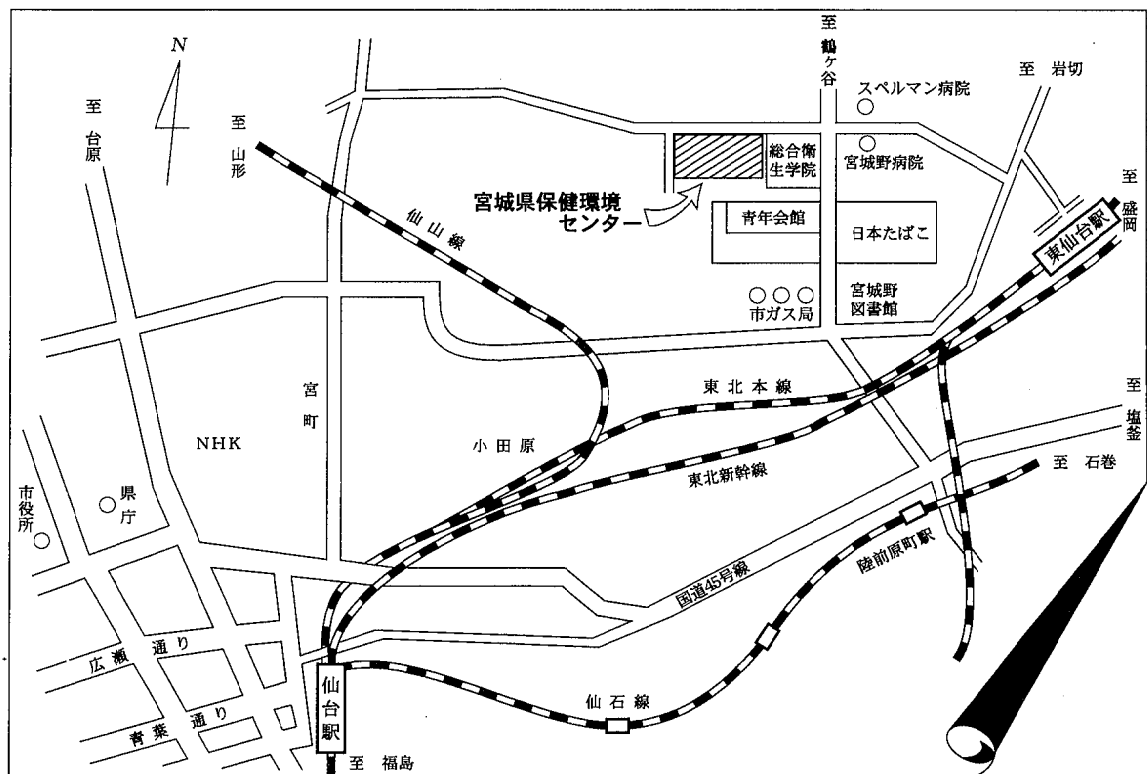 N
至 台原
至 山形
至 鶴ヶ谷
至 岩切
スペルマン病院
宮城野病院
総合衛
生学院
至 盛岡
宮城県保健環境
センター
青年会館
日本たばこ
東仙台駅
仙山線
市ガス局
宮城野
図書館
宮町
東北本線
至 塩釜
NHK
小田原
東北新幹線
至 石巻
市役所
県庁
陸前原町駅
国道45号線
広瀬通り
仙台駅
仙石線
青葉通り
至 福島